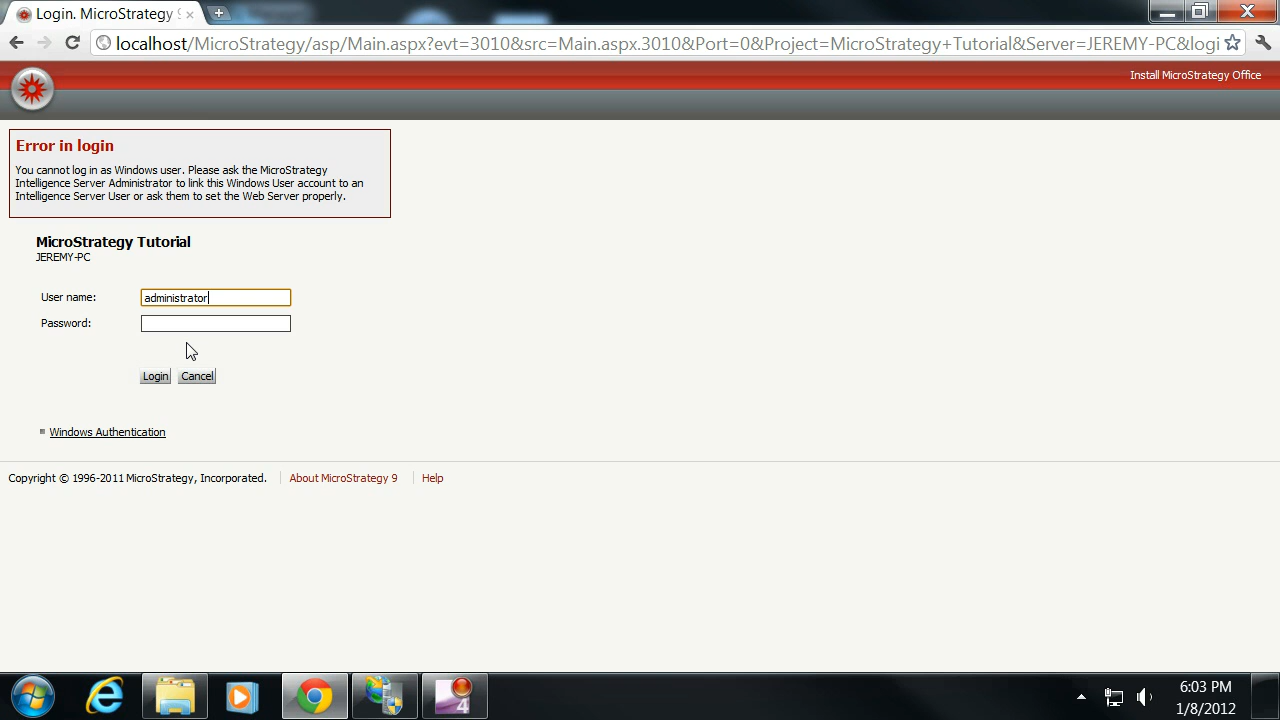 Login. MicroStrategy
localhost/MicroStrategy/asp/Main.aspx?evt=3010&src=Main.aspx.3010&Port=0&Project=MicroStrategy+Tutorial&Server=JEREMY-PC&logi
Install MicroStrategy Office
Error in login
You cannot log in as Windows user. Please ask the MicroStrategy
Intelligence Server Administrator to link this Windows User account to an
Intelligence Server User or ask them to set the Web Server properly.
MicroStrategy Tutorial
JEREMY-PC
User name: administrator
Password:
Login Cancel
Windows Authentication
Copyright © 1996-2011 MicroStrategy, Incorporated. About MicroStrategy 9 Help
4
6:03 PM
1/8/2012